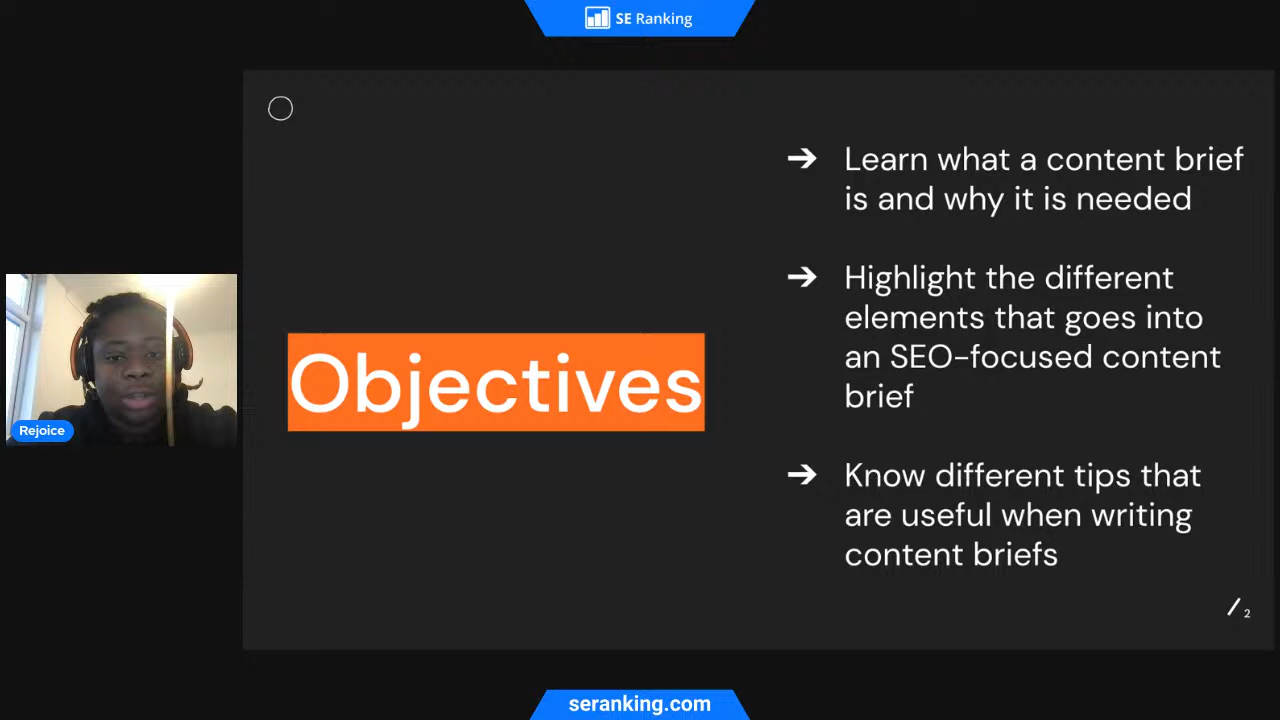 SE Ranking
Learn what a content brief
is and why it is needed
Highlight the different
elements that goes into
an SEO-focused content
brief
Objectives
Know different tips that
are useful when writing
content briefs
Rejoice
/ 2
seranking.com